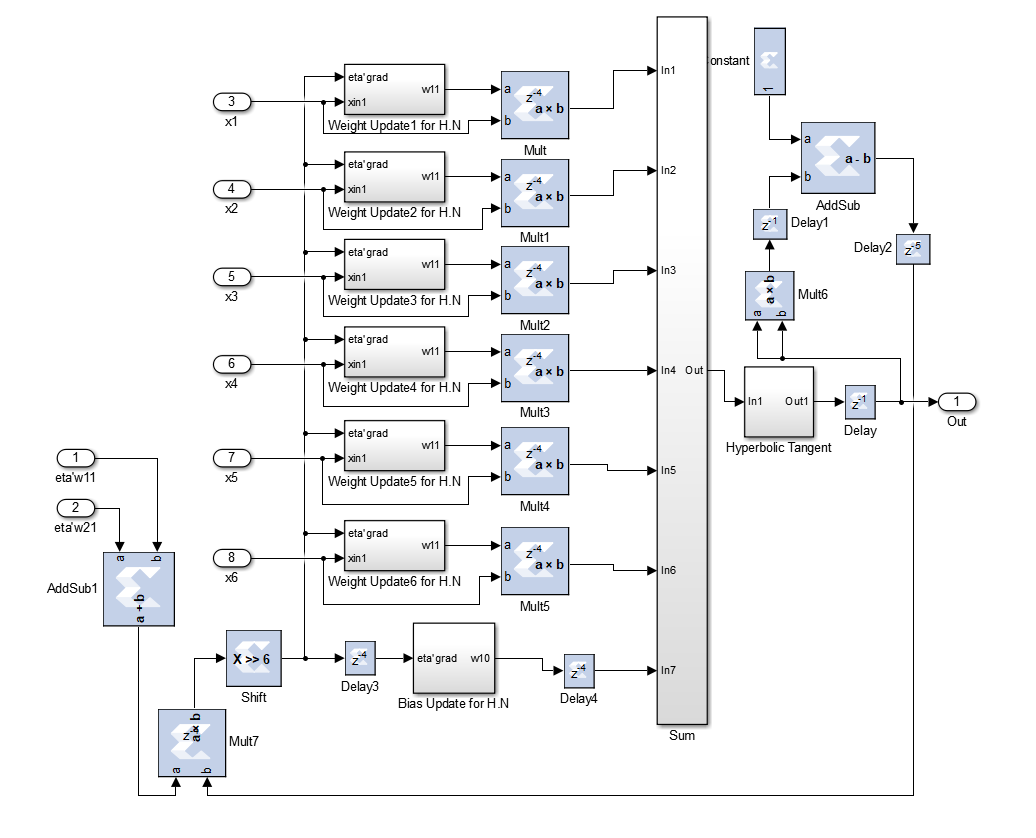 3
x1
eta'grad
xin1
w11
Weight Update1 for H.N
a
b
z-4
a × b
Mult
4
x2
eta'grad
xin1
w11
Weight Update2 for H.N
a
b
z-4
a × b
Mult1
5
x3
eta'grad
xin1
w11
Weight Update3 for H.N
a
b
z-4
a × b
Mult2
6
x4
eta'grad
xin1
w11
Weight Update4 for H.N
a
b
z-4
a × b
Mult3
7
x5
eta'grad
xin1
w11
Weight Update5 for H.N
a
b
z-4
a × b
Mult4
8
x6
eta'grad
xin1
w11
Weight Update6 for H.N
a
b
z-4
a × b
Mult5
1
eta'w11
2
eta'w21
a
b
a + b
AddSub1
X >> 6
Shift
z-4
Delay3
eta'grad
w10
Bias Update for H.N
z-4
Delay4
a × b
a
b
Mult7
In1
In2
In3
In4
In5
In6
In7
Out
Sum
onstant
1
a
b
a - b
AddSub
z-1
Delay1
Delay2
z-5
a × b
a
b
Mult6
In1
Out1
Hyperbolic Tangent
z-1
Delay
1
Out